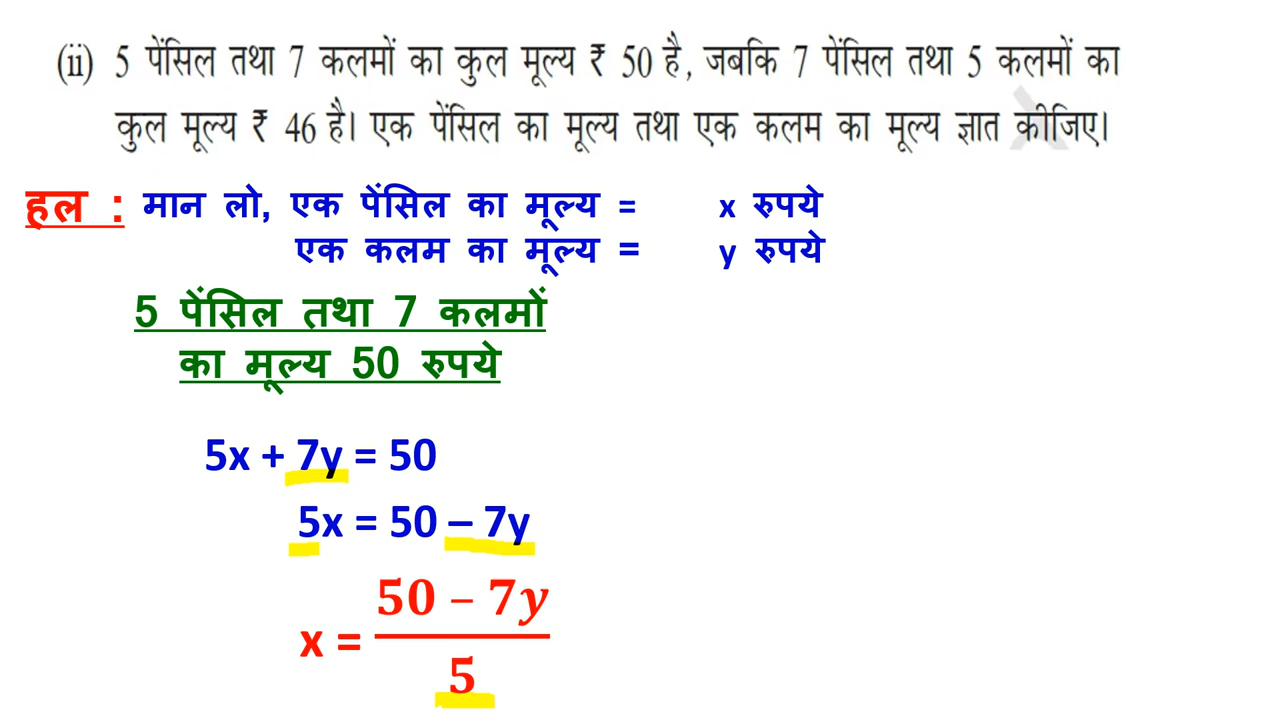 (ii) 5 पेंसिल तथा 7 कलमों का कुल मूल्य ₹ 50 है, जबकि 7 पेंसिल तथा 5 कलमों का
कुल मूल्य ₹ 46 है। एक पेंसिल का मूल्य तथा एक कलम का मूल्य ज्ञात कीजिए।
हल : मान लो, एक पेंसिल का मूल्य = x रुपये
एक कलम का मूल्य = y रुपये
5 पेंसिल तथा 7 कलमों
का मूल्य 50 रुपये
5x + 7y = 50
5x = 50 – 7y
50 – 7y
x =
5